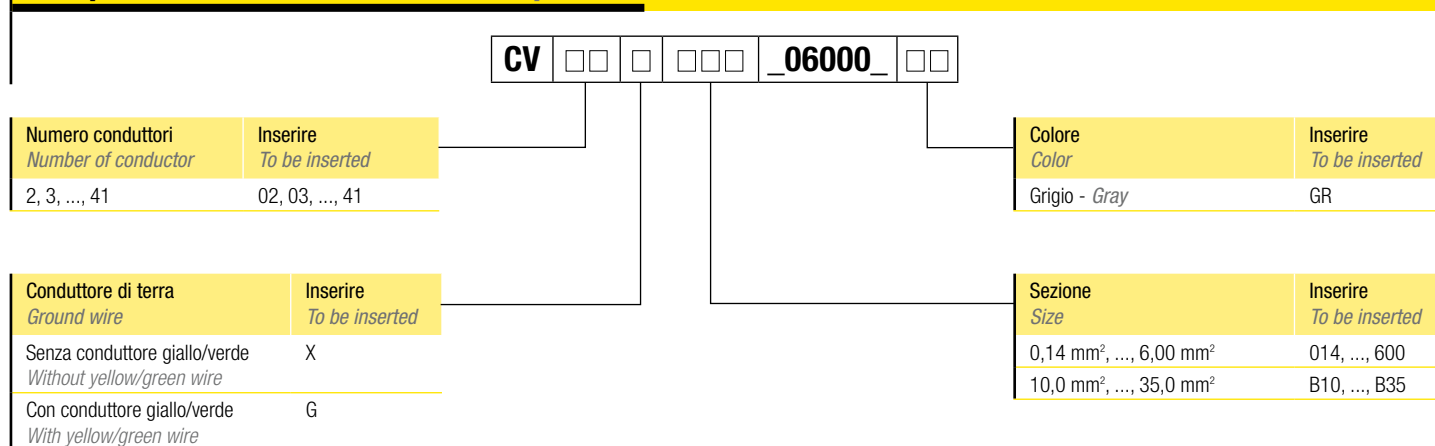 CV □□ □ □□□ _06000_ □□
Numero conduttori Inserire
Number of conductor To be inserted
2, 3, ..., 41 02, 03, ..., 41
Colore Inserire
Color To be inserted
Grigio - Gray GR
Conduttore di terra Inserire
Ground wire To be inserted
Senza conduttore giallo/verde X
Without yellow/green wire
Con conduttore giallo/verde G
With yellow/green wire
Sezione Inserire
Size To be inserted
0,14 mm², ..., 6,00 mm² 014, ..., 600
10,0 mm², ..., 35,0 mm² B10, ..., B35